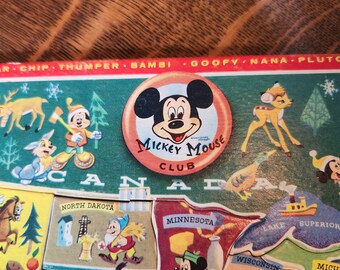 CHIP · THUMPER · BAMBI · GOOFY · NANA · PLUTO
MICKEY MOUSE
CLUB
CANADA
NORTH DAKOTA
MINNESOTA
LAKE SUPERIOR
WISCONSIN